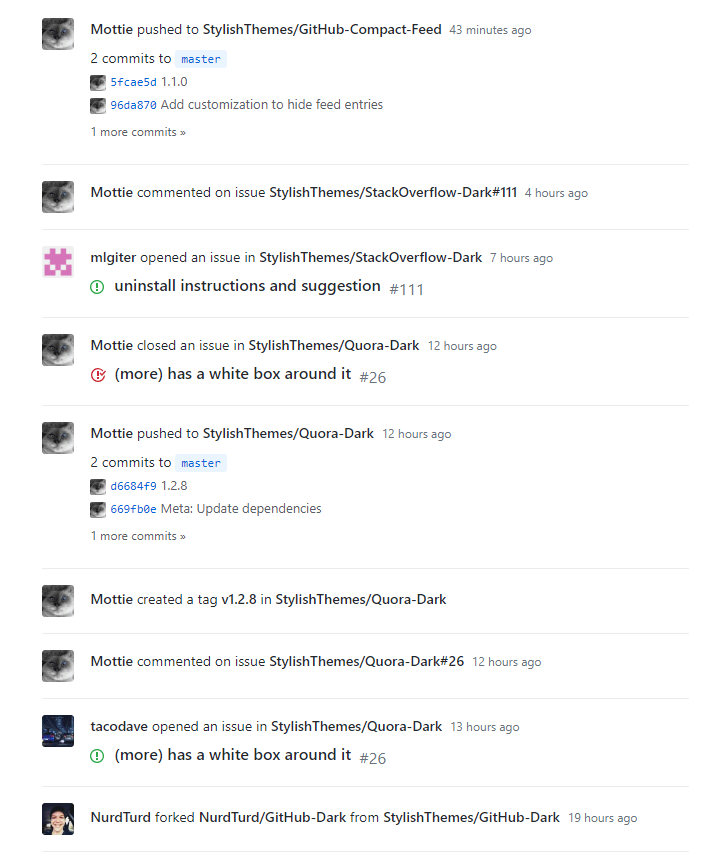 Mottie pushed to StylishThemes/GitHub-Compact-Feed 43 minutes ago
2 commits to master
5fcae5d 1.1.0
96da870 Add customization to hide feed entries
1 more commits »
Mottie commented on issue StylishThemes/StackOverflow-Dark#111 4 hours ago
mlgiter opened an issue in StylishThemes/StackOverflow-Dark 7 hours ago
uninstall instructions and suggestion #111
Mottie closed an issue in StylishThemes/Quora-Dark 12 hours ago
(more) has a white box around it #26
Mottie pushed to StylishThemes/Quora-Dark 12 hours ago
2 commits to master
d6684f9 1.2.8
669fb0e Meta: Update dependencies
1 more commits »
Mottie created a tag v1.2.8 in StylishThemes/Quora-Dark
Mottie commented on issue StylishThemes/Quora-Dark#26 12 hours ago
tacodave opened an issue in StylishThemes/Quora-Dark 13 hours ago
(more) has a white box around it #26
NurdTurd forked NurdTurd/GitHub-Dark from StylishThemes/GitHub-Dark 19 hours ago